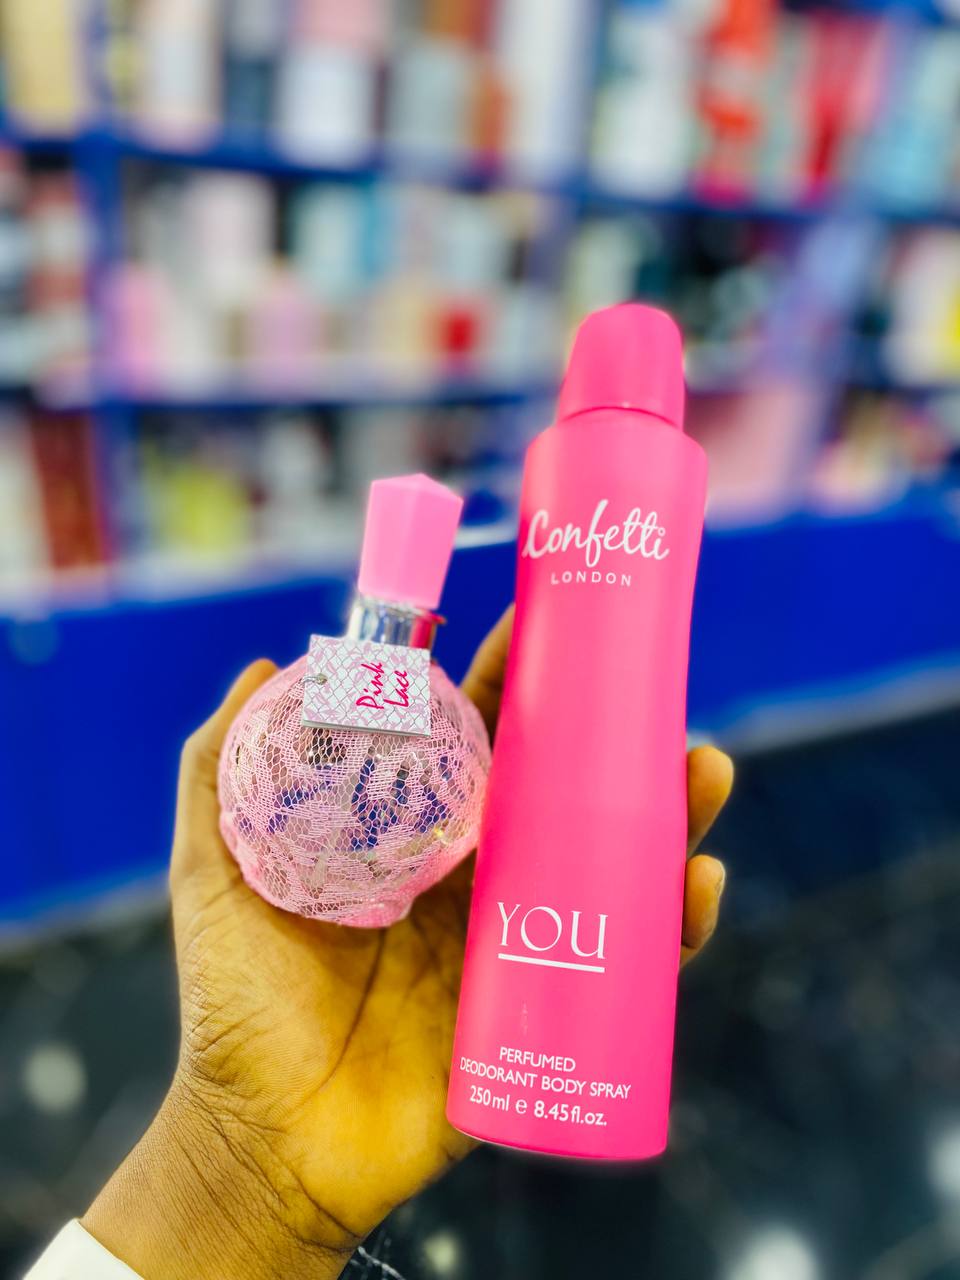 Pink
Lace
Confetti
LONDON
YOU
PERFUMED
DEODORANT BODY SPRAY
250ml e 8.45fl.oz.